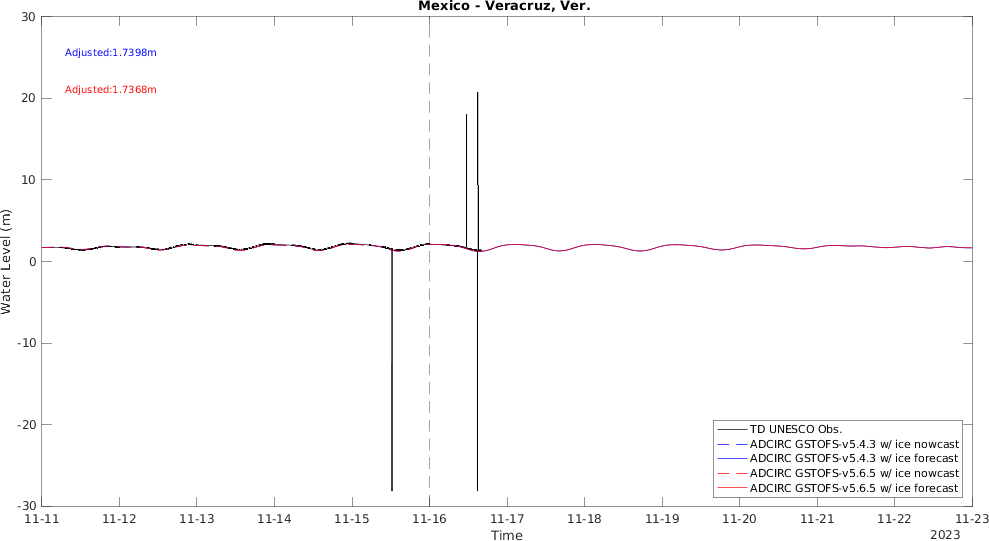 Mexico - Veracruz, Ver.
30
20
10
0
-10
-20
-30
Water Level (m)
Adjusted:1.7398m
Adjusted:1.7368m
TD UNESCO Obs.
ADCIRC GSTOFS-v5.4.3 w/ ice nowcast
ADCIRC GSTOFS-v5.4.3 w/ ice forecast
ADCIRC GSTOFS-v5.6.5 w/ ice nowcast
ADCIRC GSTOFS-v5.6.5 w/ ice forecast
11-11 11-12 11-13 11-14 11-15 11-16 11-17 11-18 11-19 11-20 11-21 11-22 11-23
Time
2023